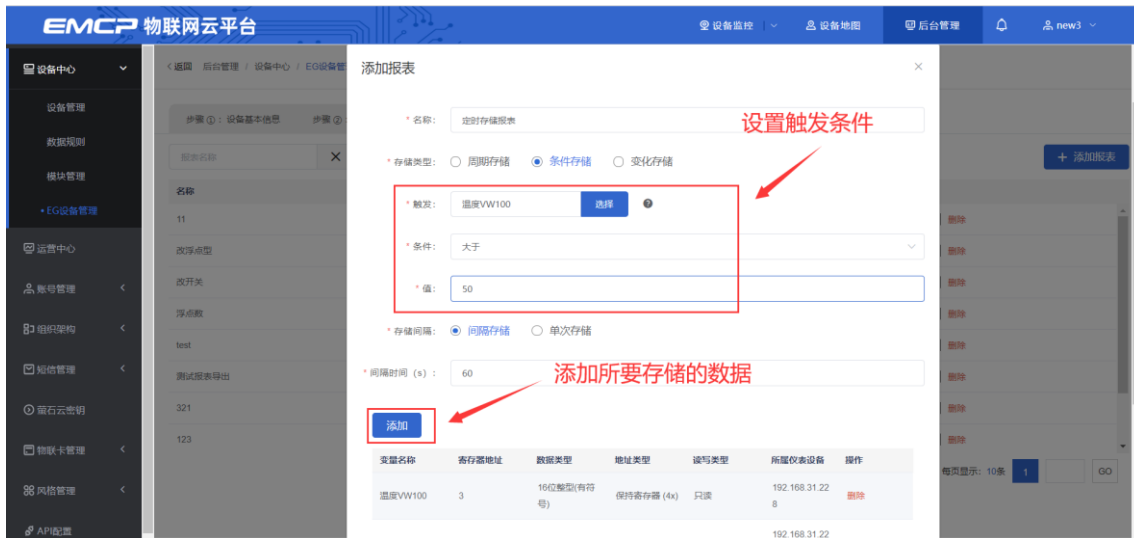 EMCP 物联网云平台
设备监控
设备地图
后台管理
new3
设备中心
设备管理
数据规则
模块管理
•EG设备管理
运营中心
账号管理
组织架构
短信管理
萤石云密钥
物联卡管理
风格管理
API配置
<返回 后台管理 / 设备中心 / EG设备管
步骤①：设备基本信息 步骤②
报表名称
+ 添加报表
名称
11
改浮点型
改开关
浮点数
test
测试报表导出
321
123
删除
删除
删除
删除
删除
删除
删除
删除
每页显示: 10条 1 GO
添加报表
* 名称： 定时存储报表
设置触发条件
* 存储类型： 周期存储 条件存储 变化存储
* 触发： 温度VW100 选择
* 条件： 大于
* 值： 50
* 存储间隔： 间隔存储 单次存储
* 间隔时间（s）： 60
添加所要存储的数据
添加
变量名称 寄存器地址 数据类型 地址类型 读写类型 所属仪表设备 操作
温度VW100 3 16位整型(有符号) 保持寄存器 (4x) 只读 192.168.31.228 删除
192.168.31.22